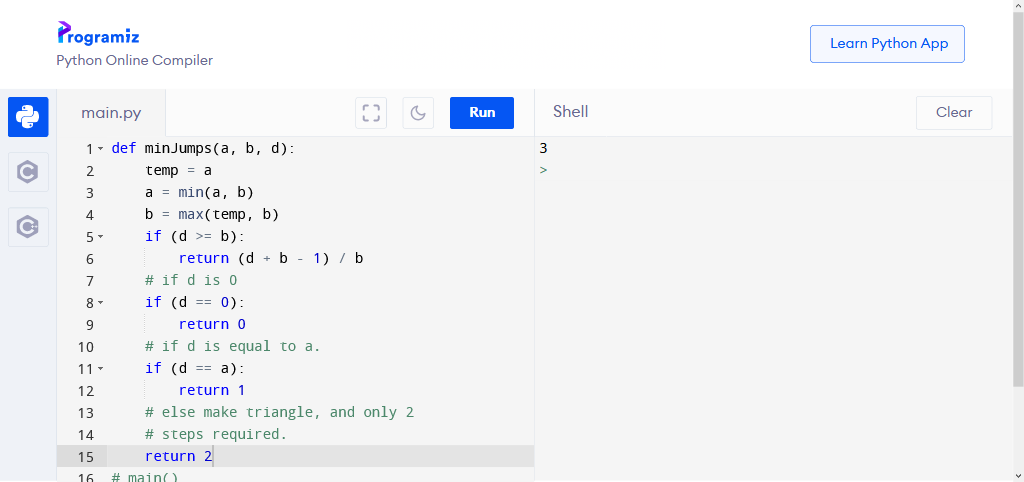 Programiz
Python Online Compiler
Learn Python App
main.py
Run
Shell
Clear
1 def minJumps(a, b, d):
2 temp = a
3 a = min(a, b)
4 b = max(temp, b)
5 if (d >= b):
6 return (d + b - 1) / b
7 # if d is 0
8 if (d == 0):
9 return 0
10 # if d is equal to a.
11 if (d == a):
12 return 1
13 # else make triangle, and only 2
14 # steps required.
15 return 2
16 # main()
3
>